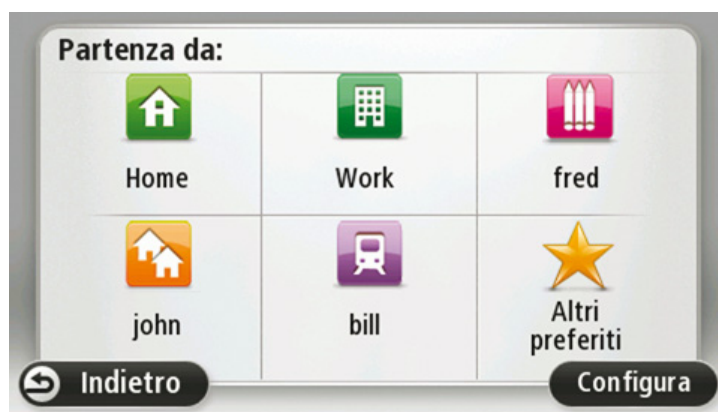 Partenza da:
Home
Work
fred
john
bill
Altri
preferiti
Indietro
Configura